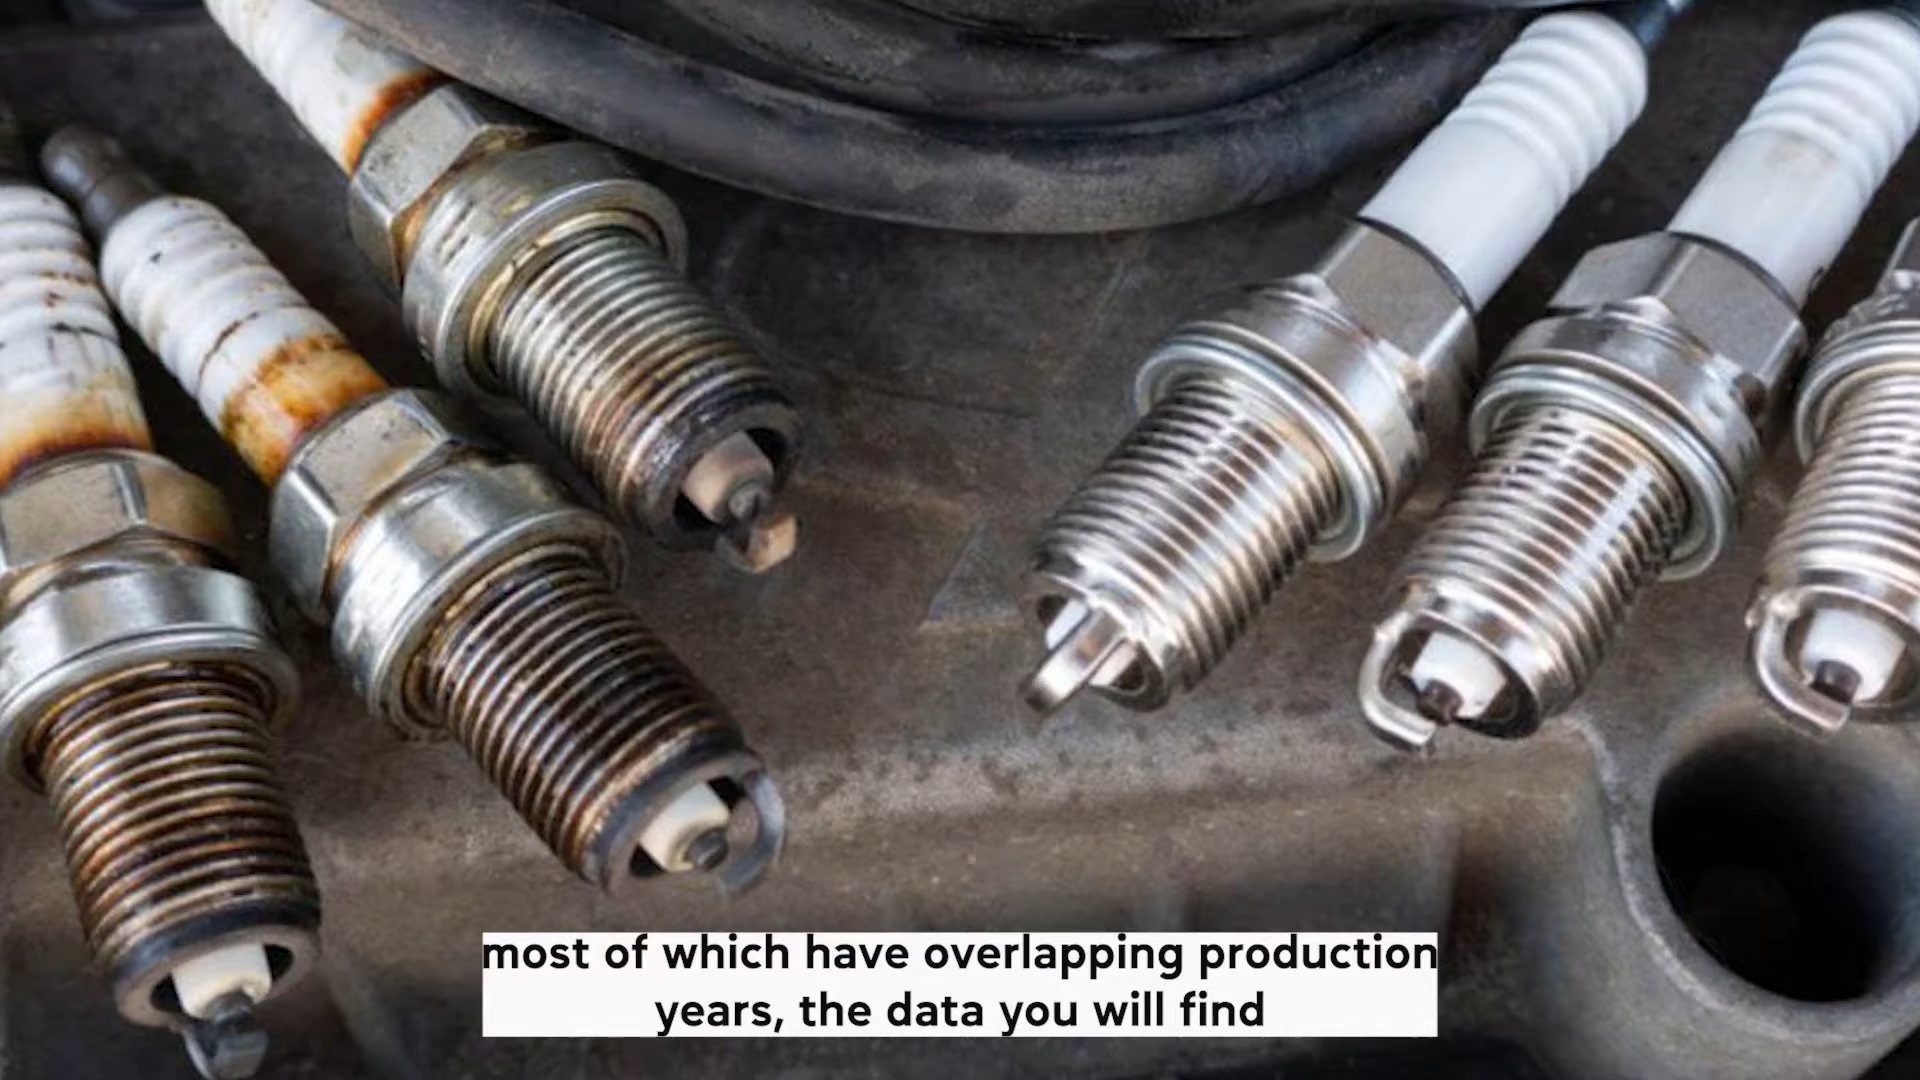 most of which have overlapping production
years, the data you will find